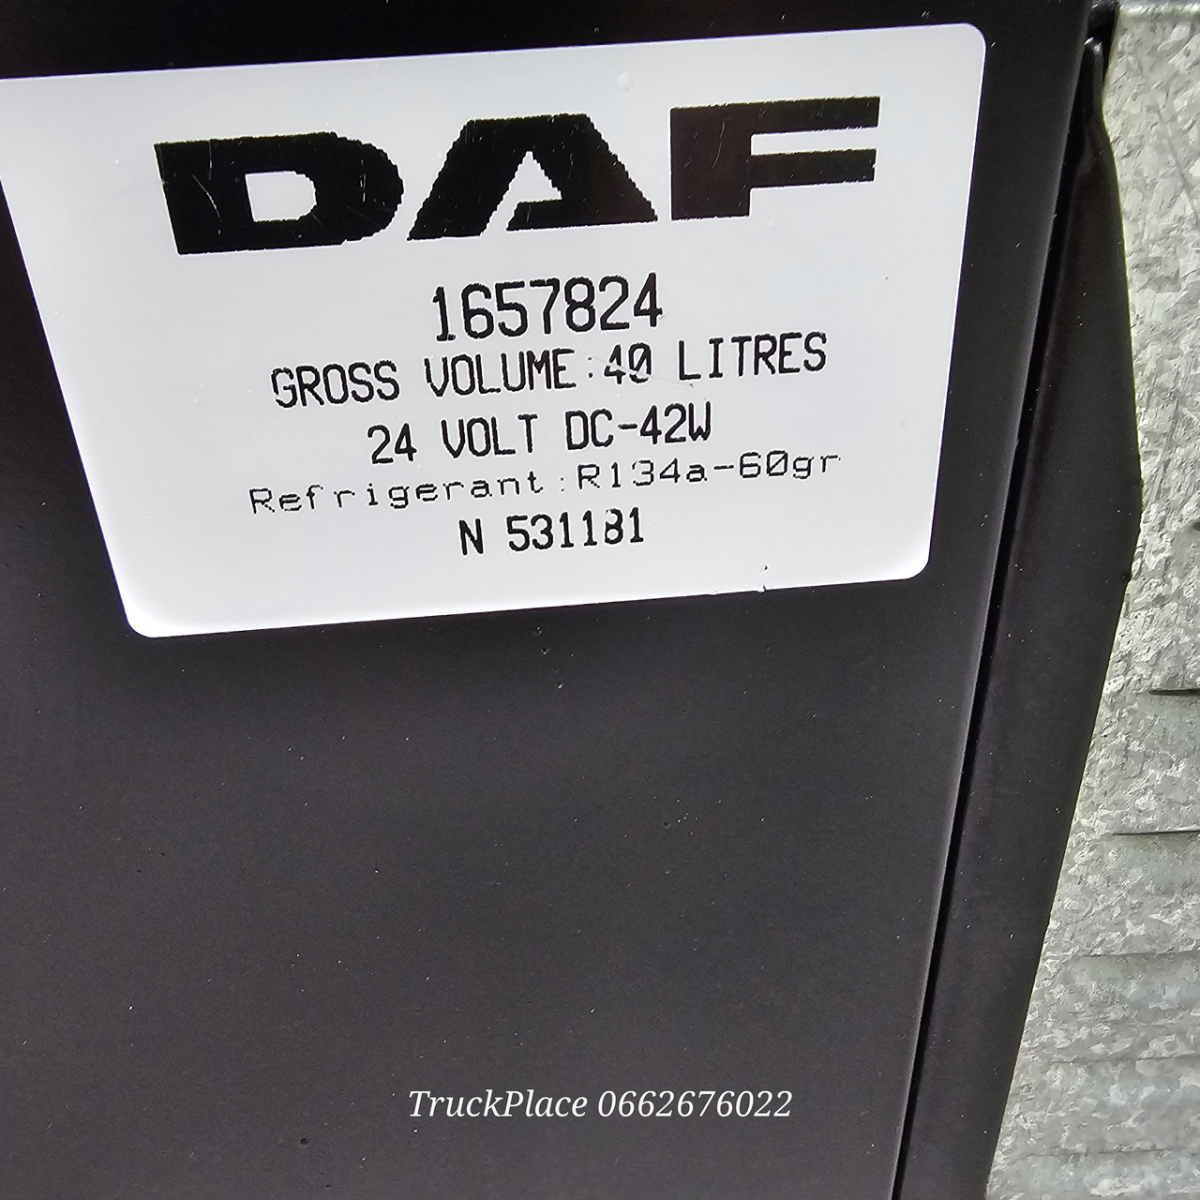 DAF
1657824
GROSS VOLUME:40 LITRES
24 VOLT DC-42W
Refrigerant:R134a-60gr
N 531181
TruckPlace 0662676022